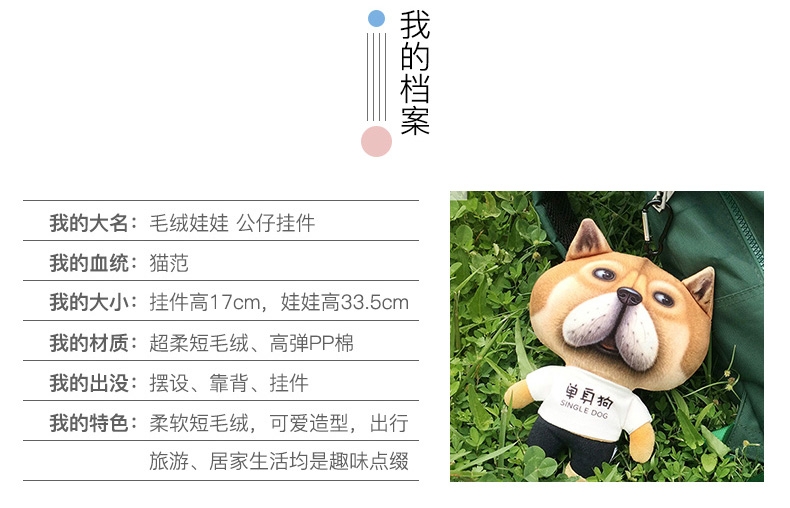 我的档案
我的大名：毛绒娃娃 公仔挂件
我的血统：猫范
我的大小：挂件高17cm，娃娃高33.5cm
我的材质：超柔短毛绒、高弹PP棉
我的出没：摆设、靠背、挂件
我的特色：柔软短毛绒，可爱造型，出行
旅游、居家生活均是趣味点缀
单身狗
SINGLE DOG